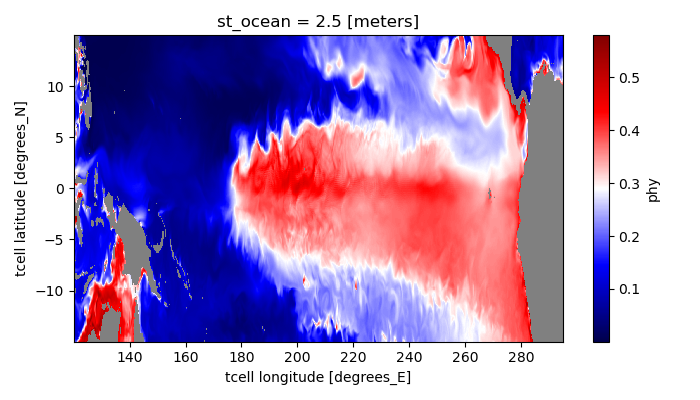 st_ocean = 2.5 [meters]
10
5
0
−5
−10
tcell latitude [degrees_N]
140 160 180 200 220 240 260 280
tcell longitude [degrees_E]
0.5
0.4
0.3
0.2
0.1
phy